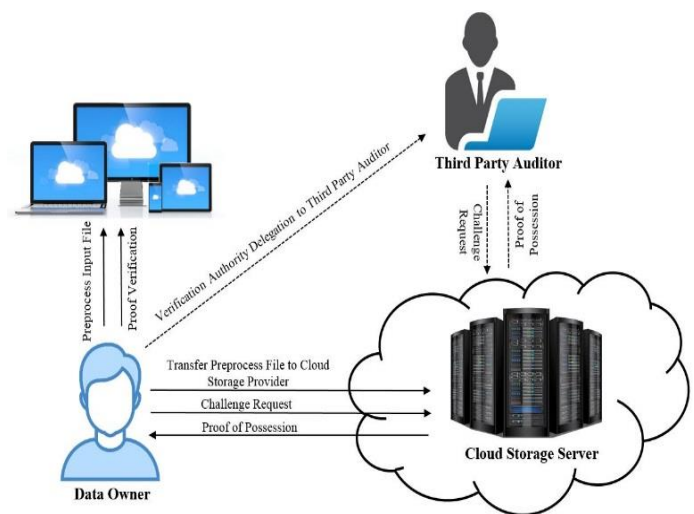 Third Party Auditor
Verification Authority Delegation to Third Party Auditor
Challenge
Request
Proof of
Possession
Preprocess Input File
Proof Verification
Transfer Preprocess File to Cloud
Storage Provider
Challenge Request
Proof of Possession
Cloud Storage Server
Data Owner